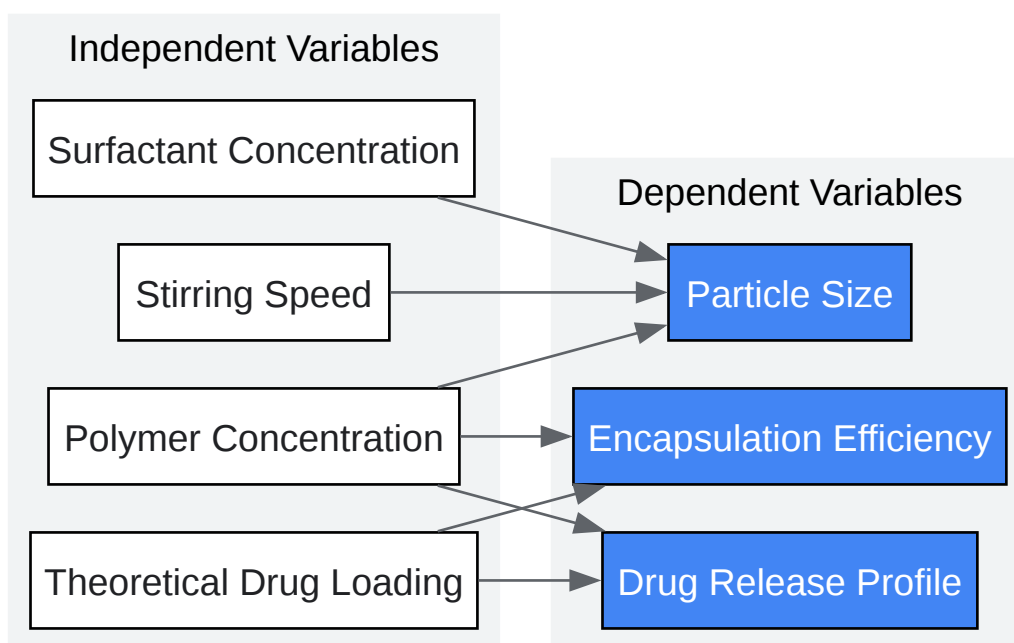 Independent Variables
Surfactant Concentration
Stirring Speed
Polymer Concentration
Theoretical Drug Loading
Dependent Variables
Particle Size
Encapsulation Efficiency
Drug Release Profile